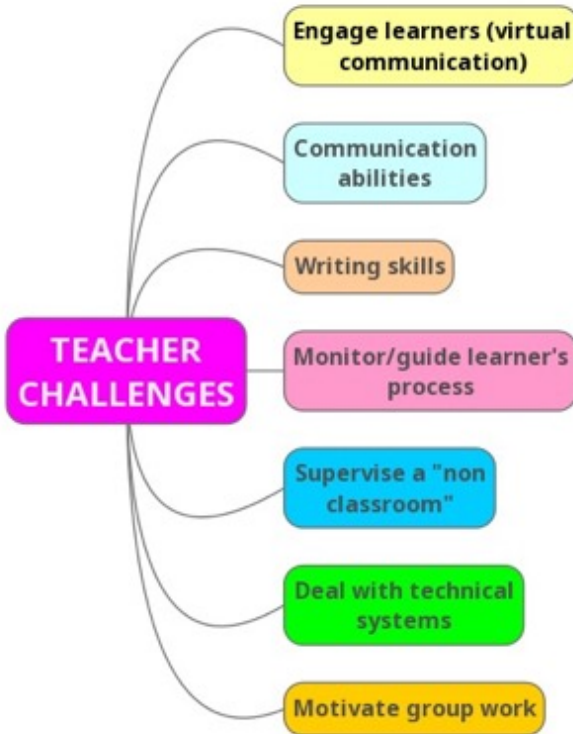 Engage learners (virtual
communication)
Communication
abilities
Writing skills
TEACHER
CHALLENGES
Monitor/guide learner's
process
Supervise a "non
classroom"
Deal with technical
systems
Motivate group work